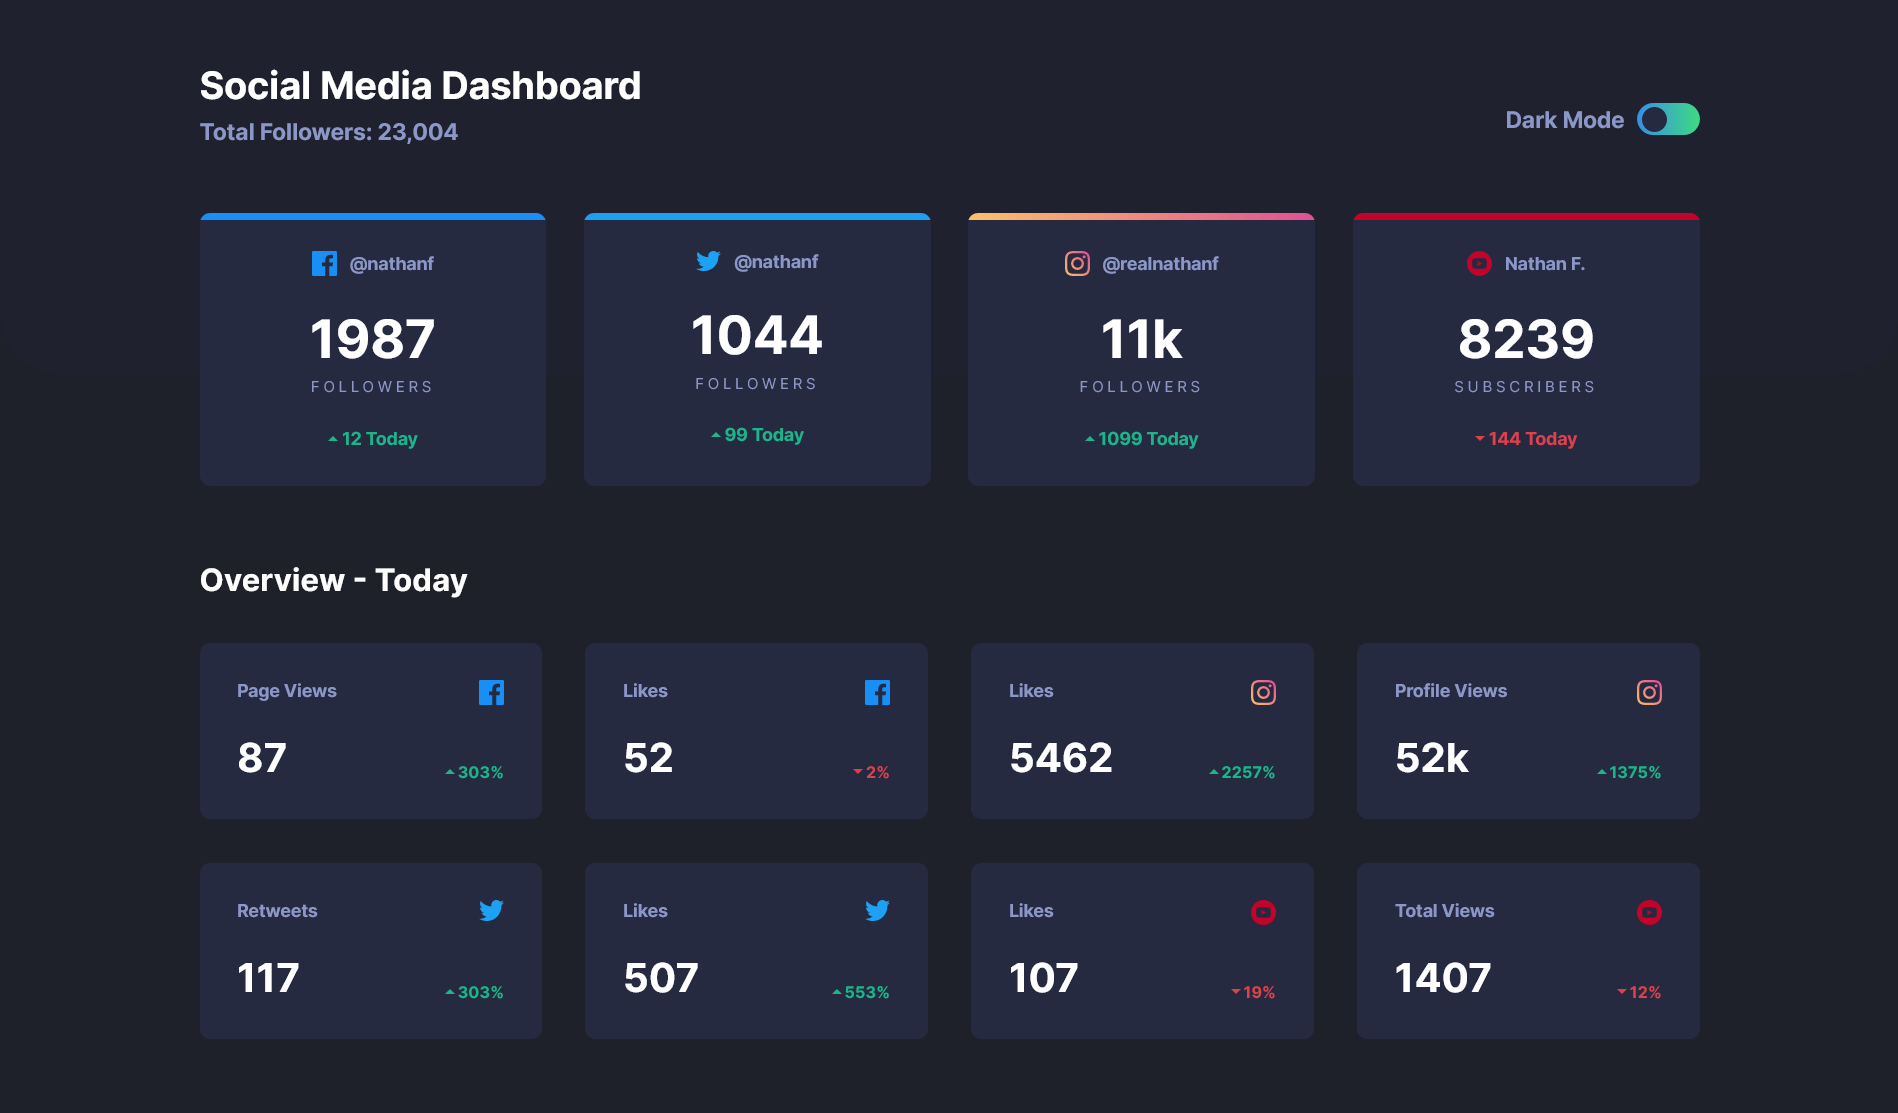 Social Media Dashboard
Total Followers: 23,004
Dark Mode
@nathanf
1987
FOLLOWERS
12 Today
@nathanf
1044
FOLLOWERS
99 Today
@realnathanf
11k
FOLLOWERS
1099 Today
Nathan F.
8239
SUBSCRIBERS
144 Today
Overview - Today
Page Views
87
303%
Likes
52
2%
Likes
5462
2257%
Profile Views
52k
1375%
Retweets
117
303%
Likes
507
553%
Likes
107
19%
Total Views
1407
12%